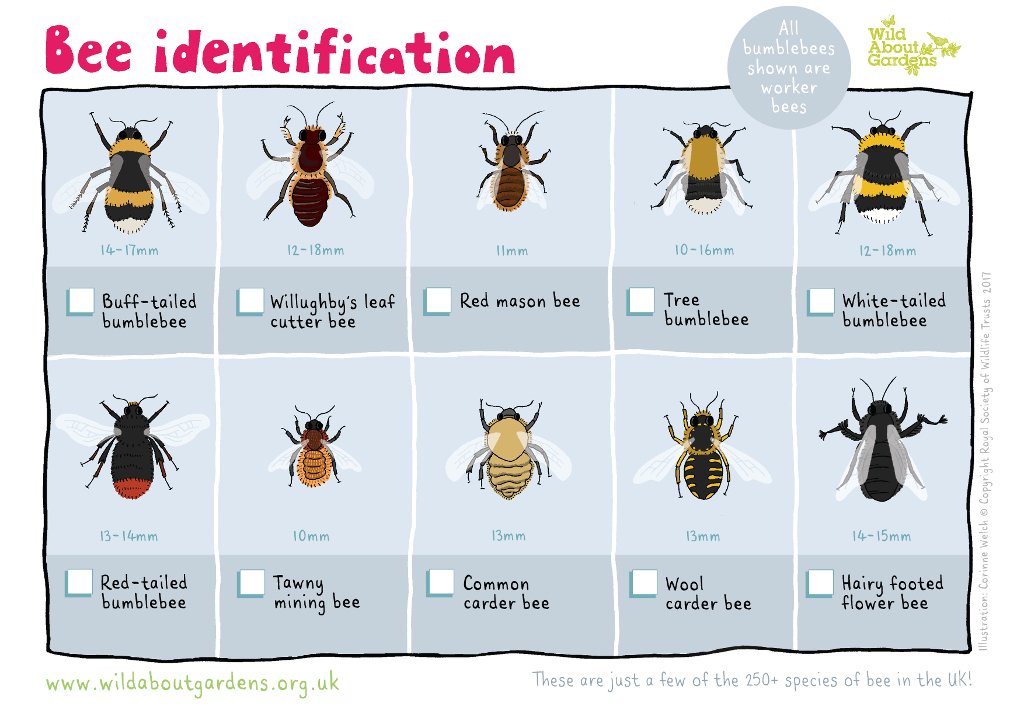 Bee identification
All
bumblebees
shown are
worker
bees
Wild
About
Gardens
14-17mm
12-18mm
11mm
10-16mm
12-18mm
Buff-tailed
bumblebee
Willughby's leaf
cutter bee
Red mason bee
Tree
bumblebee
White-tailed
bumblebee
13-14mm
10mm
13mm
13mm
14-15mm
Red-tailed
bumblebee
Tawny
mining bee
Common
carder bee
Wool
carder bee
Hairy footed
flower bee
Illustration: Corinne Welch © Copyright Royal Society of Wildlife Trusts 2017
www.wildaboutgardens.org.uk
These are just a few of the 250+ species of bee in the UK!